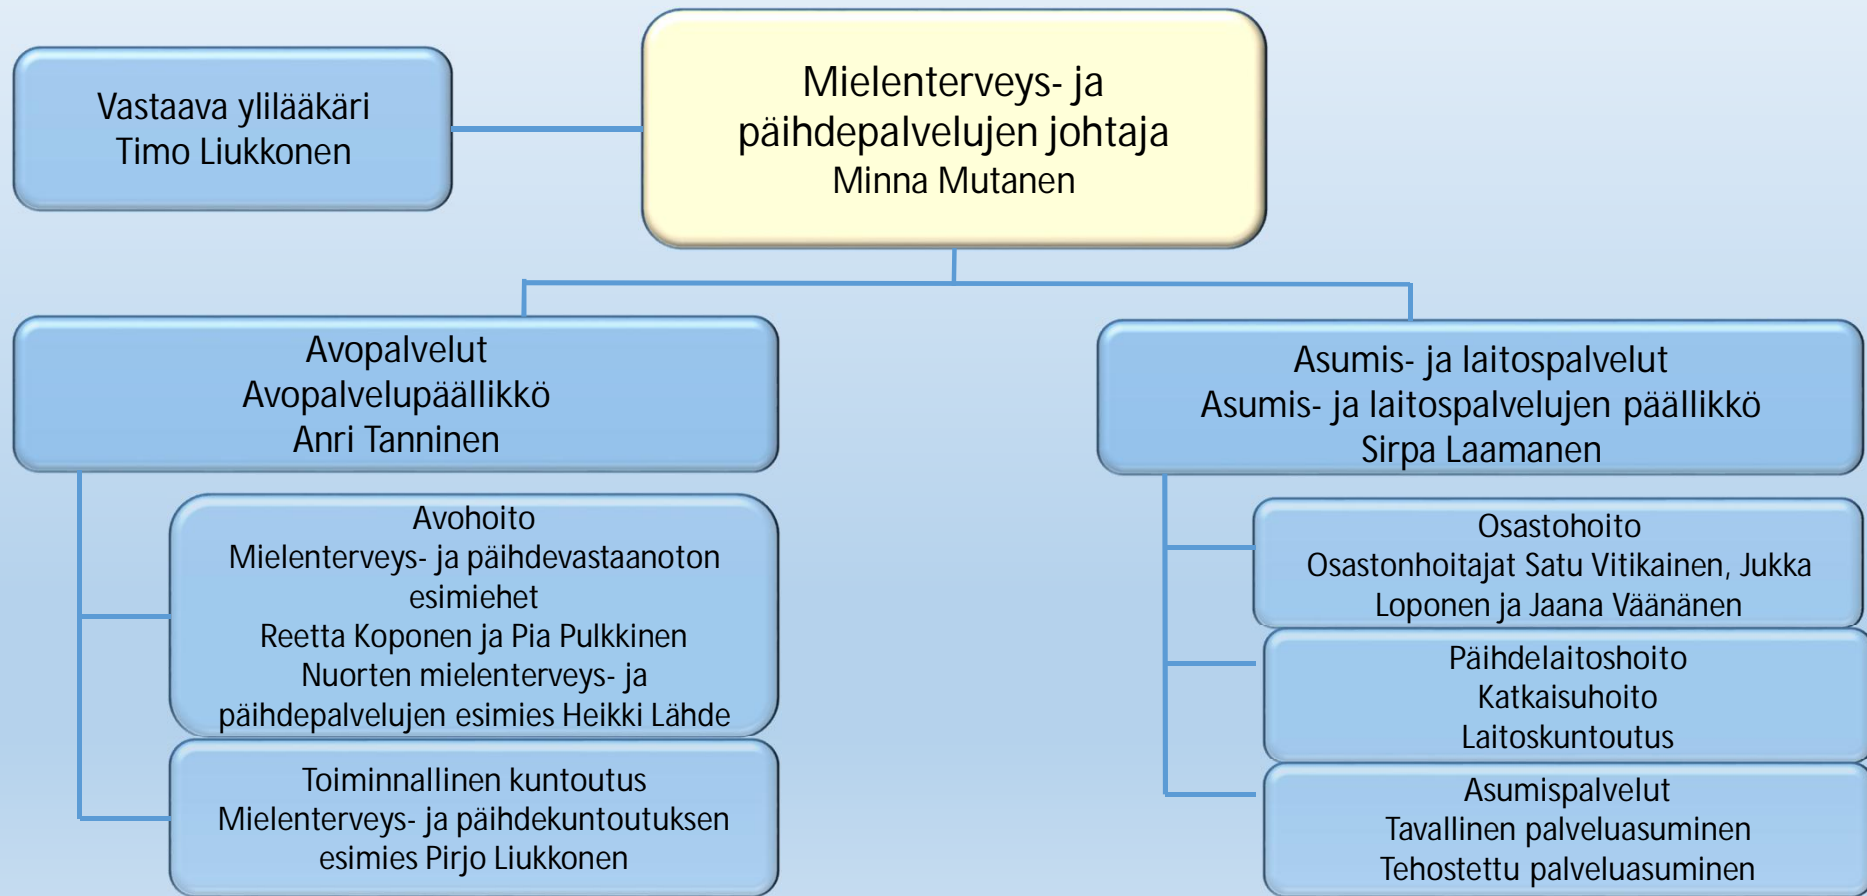 Vastaava ylilääkäri
Timo Liukkonen
Mielenterveys- ja
päihdepalvelujen johtaja
Minna Mutanen
Avopalvelut
Avopalvelupäällikkö
Anri Tanninen
Avohoito
Mielenterveys- ja päihdevastaanoton
esimiehet
Reetta Koponen ja Pia Pulkkinen
Nuorten mielenterveys- ja
päihdepalvelujen esimies Heikki Lähde
Toiminnallinen kuntoutus
Mielenterveys- ja päihdekuntoutuksen
esimies Pirjo Liukkonen
Asumis- ja laitospalvelut
Asumis- ja laitospalvelujen päällikkö
Sirpa Laamanen
Osastohoito
Osastonhoitajat Satu Vitikainen, Jukka
Loponen ja Jaana Väänänen
Päihdelaitoshoito
Katkaisuhoito
Laitoskuntoutus
Asumispalvelut
Tavallinen palveluasuminen
Tehostettu palveluasuminen